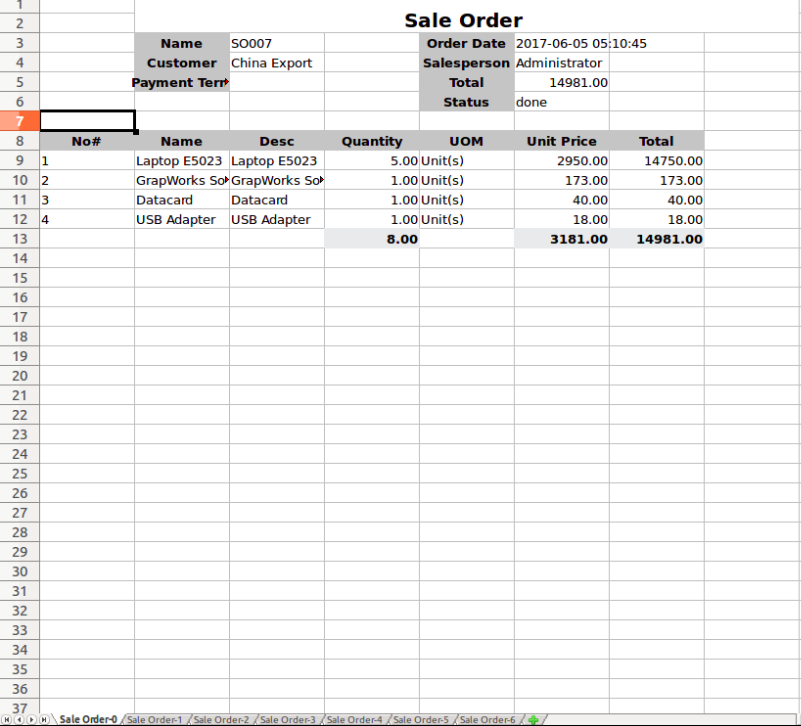 1
2 Sale Order
3 Name SO007 Order Date 2017-06-05 05:10:45
4 Customer China Export Salesperson Administrator
5 Payment Terr Total 14981.00
6 Status done
7
8 No# Name Desc Quantity UOM Unit Price Total
9 1 Laptop E5023 Laptop E5023 5.00 Unit(s) 2950.00 14750.00
10 2 GrapWorks So GrapWorks So 1.00 Unit(s) 173.00 173.00
11 3 Datacard Datacard 1.00 Unit(s) 40.00 40.00
12 4 USB Adapter USB Adapter 1.00 Unit(s) 18.00 18.00
13 8.00 3181.00 14981.00
14
15
16
17
18
19
20
21
22
23
24
25
26
27
28
29
30
31
32
33
34
35
36
37
Sale Order-0 Sale Order-1 Sale Order-2 Sale Order-3 Sale Order-4 Sale Order-5 Sale Order-6